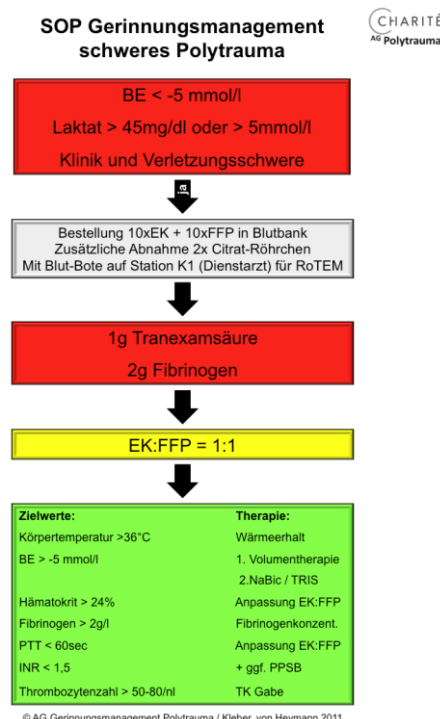 SOP Gerinnungsmanagement
schweres Polytrauma
CHARITÉ
AG Polytrauma
BE < -5 mmol/l
Laktat > 45mg/dl oder > 5mmol/l
Klinik und Verletzungsschwere
ja
Bestellung 10xEK + 10xFFP in Blutbank
Zusätzliche Abnahme 2x Citrat-Röhrchen
Mit Blut-Bote auf Station K1 (Dienstarzt) für RoTEM
1g Tranexamsäure
2g Fibrinogen
EK:FFP = 1:1
Zielwerte: Therapie:
Körpertemperatur >36°C Wärmeerhalt
BE > -5 mmol/l 1. Volumentherapie
2.NaBic / TRIS
Hämatokrit > 24% Anpassung EK:FFP
Fibrinogen > 2g/l Fibrinogenkonzent.
PTT < 60sec Anpassung EK:FFP
INR < 1,5 + ggf. PPSB
Thrombozytenzahl > 50-80/nl TK Gabe
© AG Gerinnungsmanagement Polytrauma / Kleber, von Heymann 2011